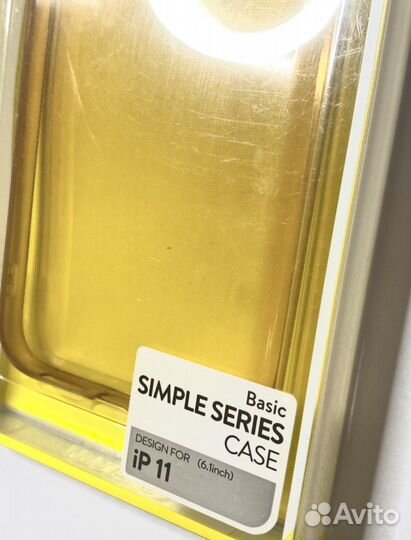 Basic
SIMPLE SERIES
CASE
DESIGN FOR
iP 11 (6.1inch)
Avito